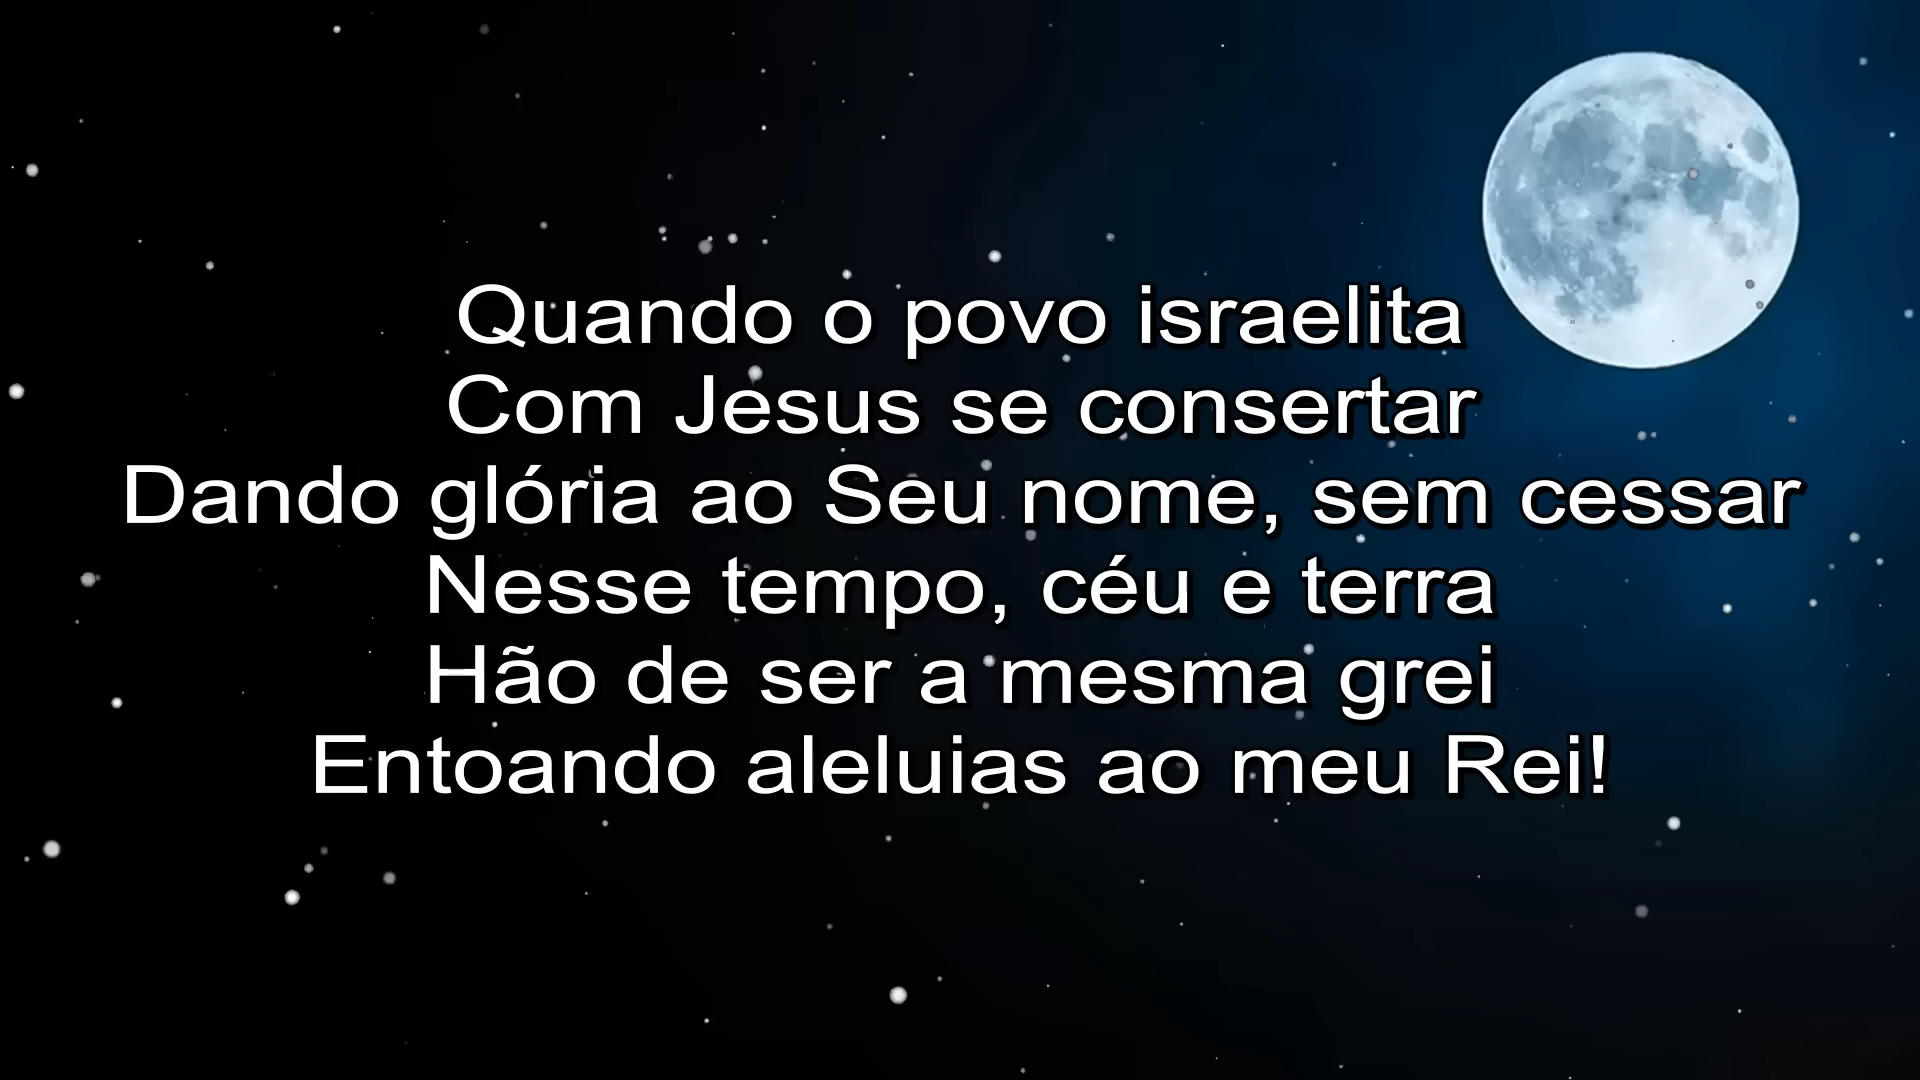 Quando o povo israelita
Com Jesus se consertar
Dando glória ao Seu nome, sem cessar
Nesse tempo, céu e terra
Hão de ser a mesma grei
Entoando aleluias ao meu Rei!